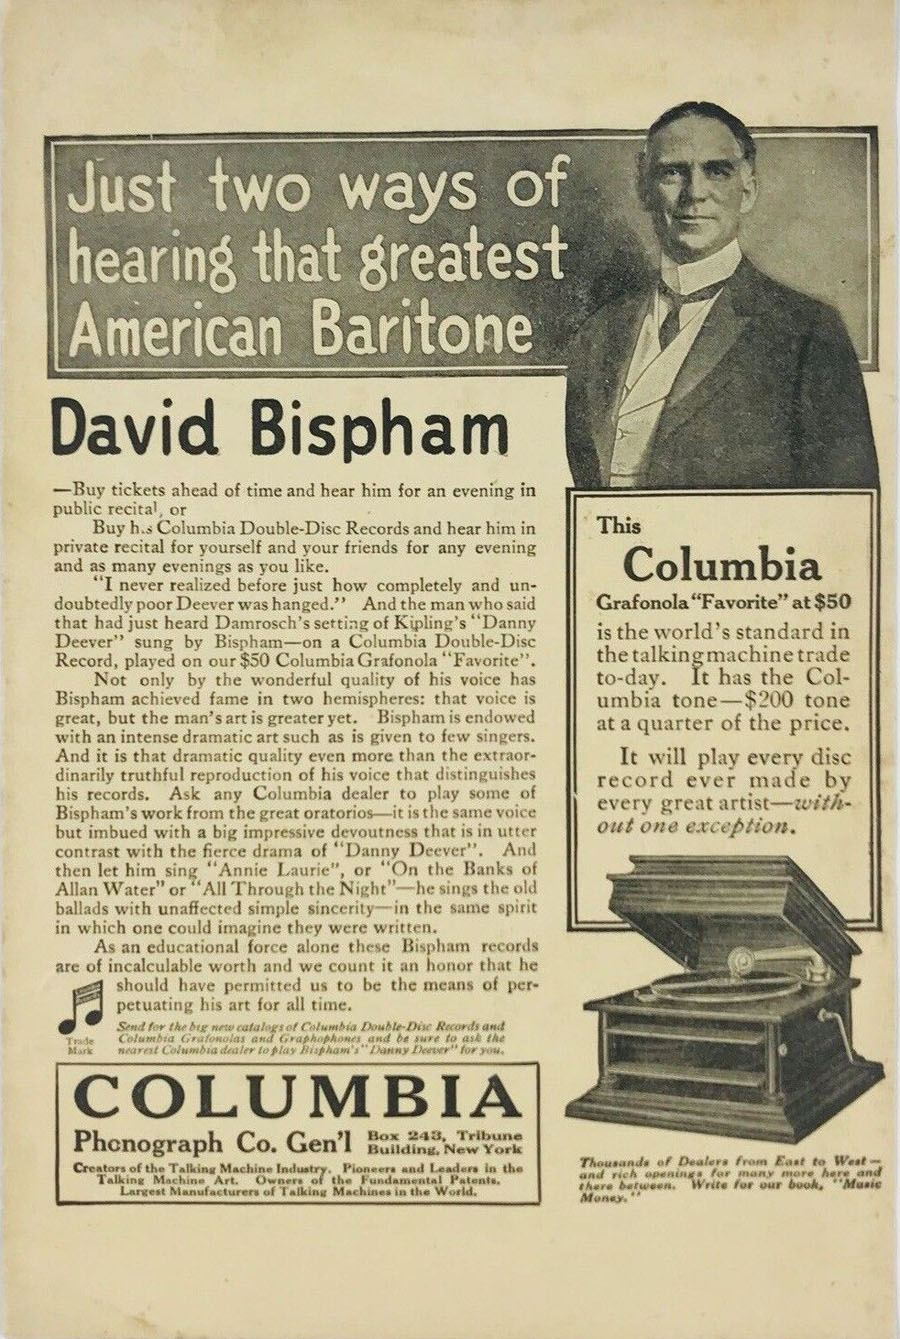 Just two ways of
hearing that greatest
American Baritone
David Bispham
—Buy tickets ahead of time and hear him for an evening in
public recital, or
Buy his Columbia Double-Disc Records and hear him in
private recital for yourself and your friends for any evening
and as many evenings as you like.
"I never realized before just how completely and un-
doubtedly poor Deever was hanged." And the man who said
that had just heard Damrosch's setting of Kipling's "Danny
Deever" sung by Bispham—on a Columbia Double-Disc
Record, played on our $50 Columbia Grafonola "Favorite".
Not only by the wonderful quality of his voice has
Bispham achieved fame in two hemispheres: that voice is
great, but the man's art is greater yet. Bispham is endowed
with an intense dramatic art such as is given to few singers.
And it is that dramatic quality even more than the extraor-
dinarily truthful reproduction of his voice that distinguishes
his records. Ask any Columbia dealer to play some of
Bispham's work from the great oratorios—it is the same voice
but imbued with a big impressive devoutness that is in utter
contrast with the fierce drama of "Danny Deever". And
then let him sing "Annie Laurie", or "On the Banks of
Allan Water" or "All Through the Night"—he sings the old
ballads with unaffected simple sincerity—in the same spirit
in which one could imagine they were written.
As an educational force alone these Bispham records
are of incalculable worth and we count it an honor that he
should have permitted us to be the means of per-
petuating his art for all time.
Trade
Mark
Send for the big new catalogs of Columbia Double-Disc Records and
Columbia Grafonolas and Graphophones and be sure to ask the
nearest Columbia dealer to play Bispham's "Danny Deever" for you.
COLUMBIA
Phonograph Co. Gen'l Box 243, Tribune
Building, New York
Creators of the Talking Machine Industry. Pioneers and Leaders in the
Talking Machine Art. Owners of the Fundamental Patents.
Largest Manufacturers of Talking Machines in the World.
This
Columbia
Grafonola "Favorite" at $50
is the world's standard in
the talking machine trade
to-day. It has the Col-
umbia tone—$200 tone
at a quarter of the price.
It will play every disc
record ever made by
every great artist—with-
out one exception.
Thousands of Dealers from East to West—
and rich openings for many more here and
there between. Write for our book, "Music
Money."